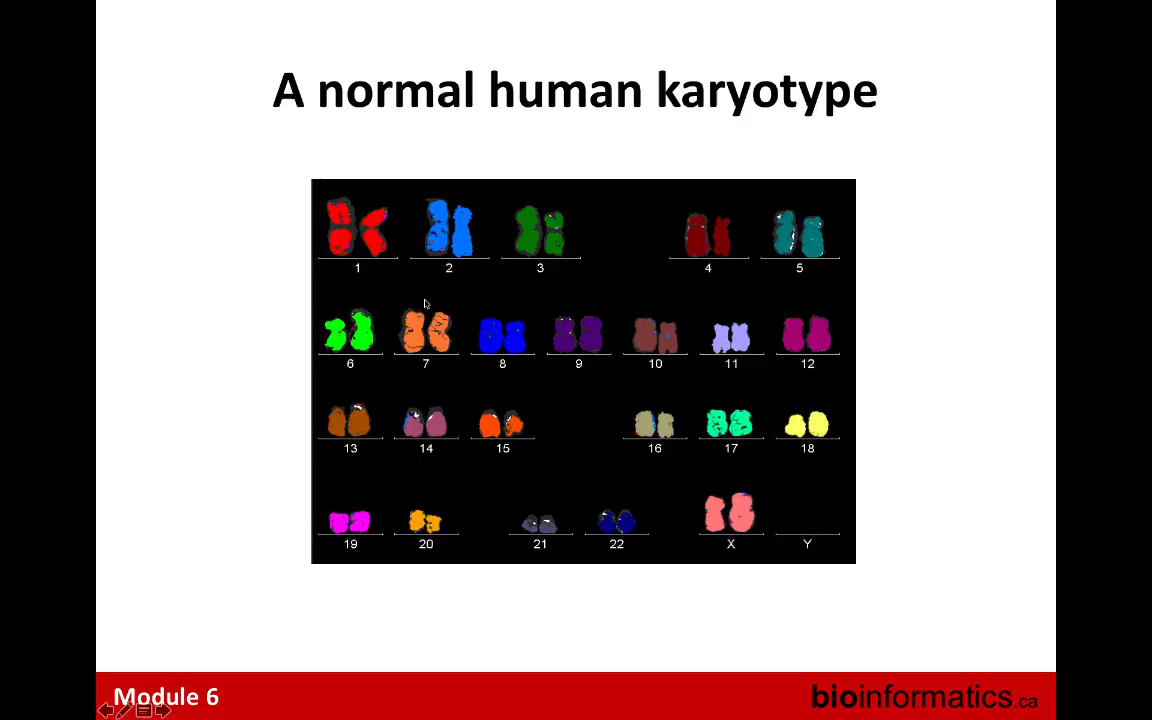 A normal human karyotype
1 2 3 4 5
6 7 8 9 10 11 12
13 14 15 16 17 18
19 20 21 22 X Y
Module 6 bioinformatics.ca